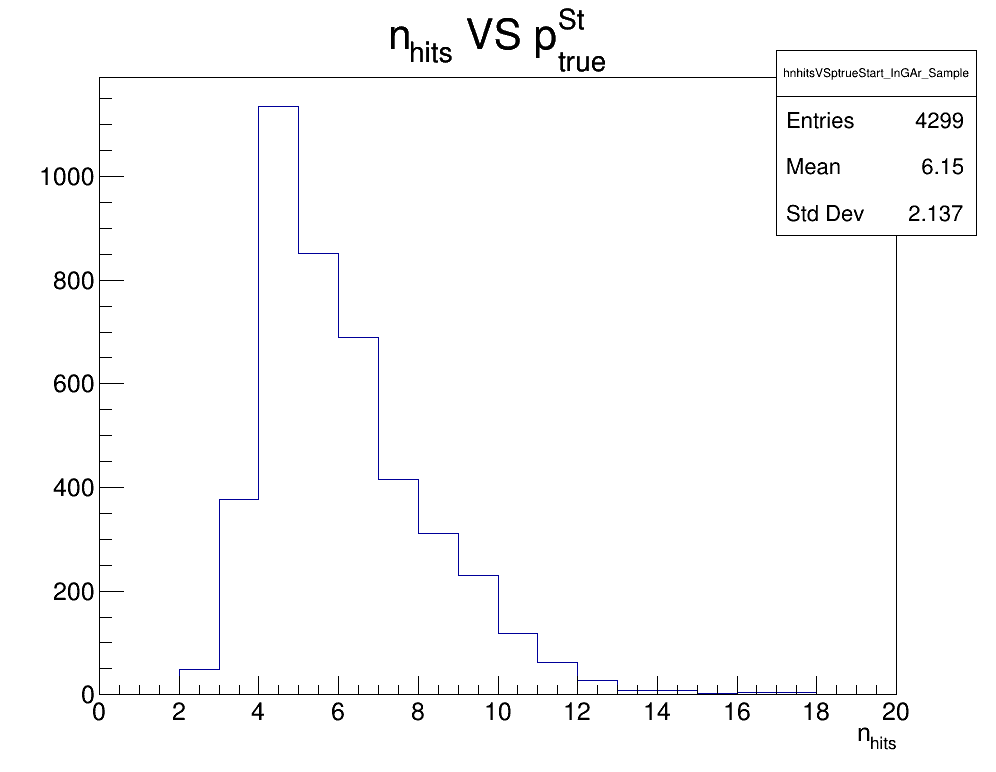 n_hits VS p^St_true
hnhitsVSptrueStart_InGAr_Sample
Entries 4299
Mean 6.15
Std Dev 2.137
1000
800
600
400
200
0
0 2 4 6 8 10 12 14 16 18 20
n_hits